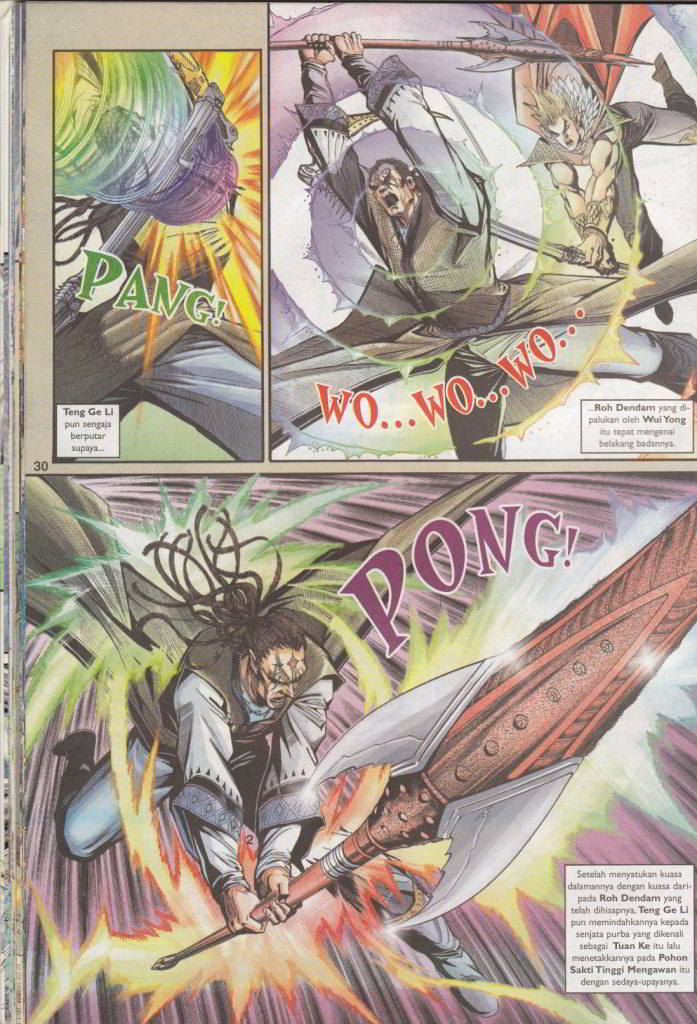 PANG!
Teng Ge Li
pun sengaja
berputar
supaya...
WO...WO...WO...
...Roh Dendam yang di-
palukan oleh Wui Yong
itu tepat mengenai
belakang badannya.
30
PONG!
2
Setelah menyatukan kuasa
dalamannya dengan kuasa dari-
pada Roh Dendam yang
telah dihisapnya, Teng Ge Li
pun memindahkannya kepada
senjata purba yang dikenali
sebagai Tuan Ke itu lalu
menetakkannya pada Pohon
Sakti Tinggi Mengawan itu
dengan sedaya-upayanya.